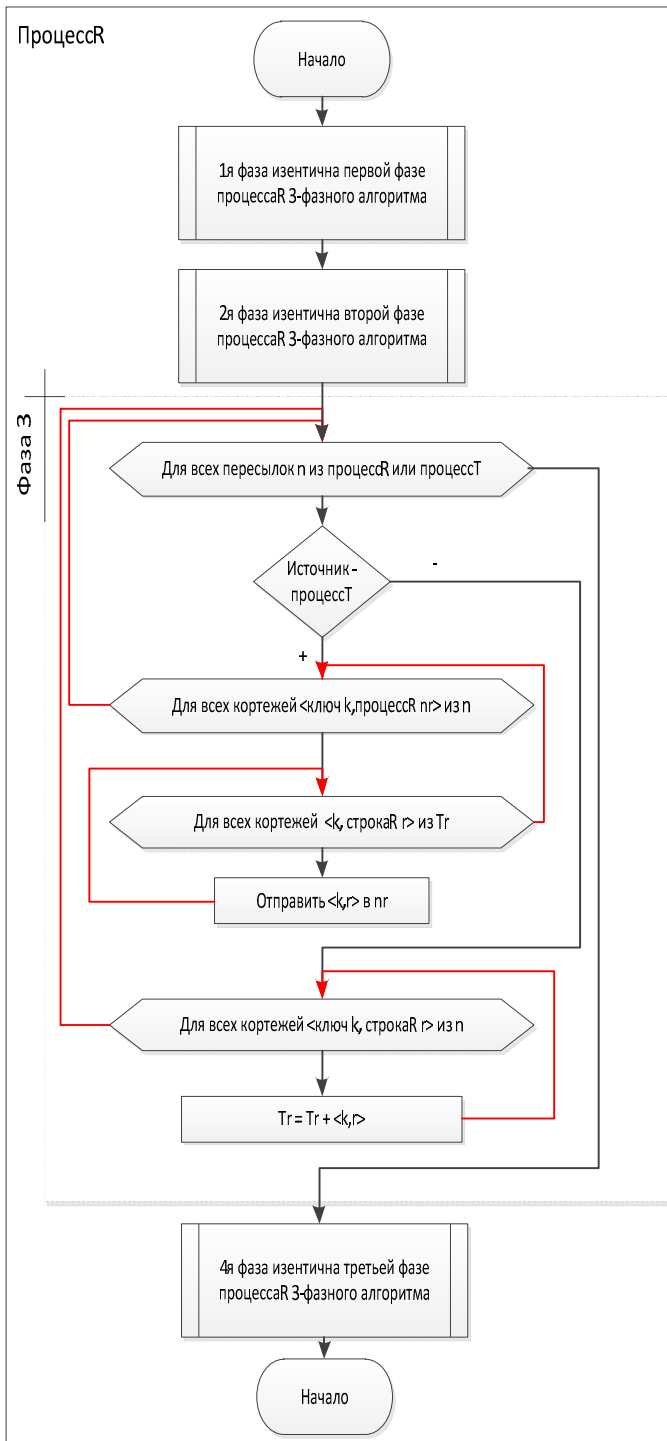 ПроцессR
Начало
1я фаза изентична первой фазе
процессаR 3-фазного алгоритма
2я фаза изентична второй фазе
процессаR 3-фазного алгоритма
Фаза 3
Для всех пересылок n из процессR или процессT
Источник -
процессT
-
+
Для всех кортежей <ключ k,процессR nr> из n
Для всех кортежей <k, строкаR r> из Tr
Отправить <k,r> в nr
Для всех кортежей <ключ k, строкаR r> из n
Tr = Tr + <k,r>
4я фаза изентична третьей фазе
процессаR 3-фазного алгоритма
Начало